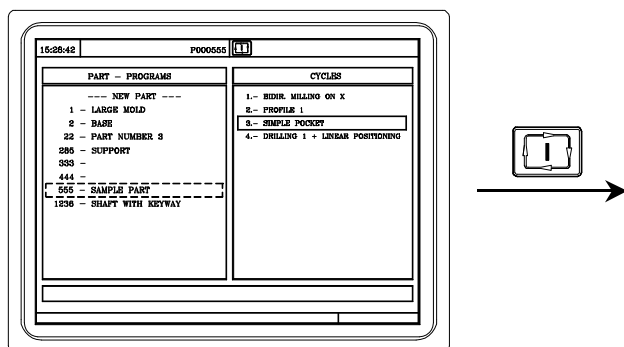 15:28:42 P000555
PART - PROGRAMS
--- NEW PART ---
1 - LARGE MOLD
2 - BASE
22 - PART NUMBER 3
286 - SUPPORT
333 -
444 -
555 - SAMPLE PART
1236 - SHAFT WITH KEYWAY
CYCLES
1.- BIDIR. MILLING ON X
2.- PROFILE 1
3.- SIMPLE POCKET
4.- DRILLING 1 + LINEAR POSITIONING